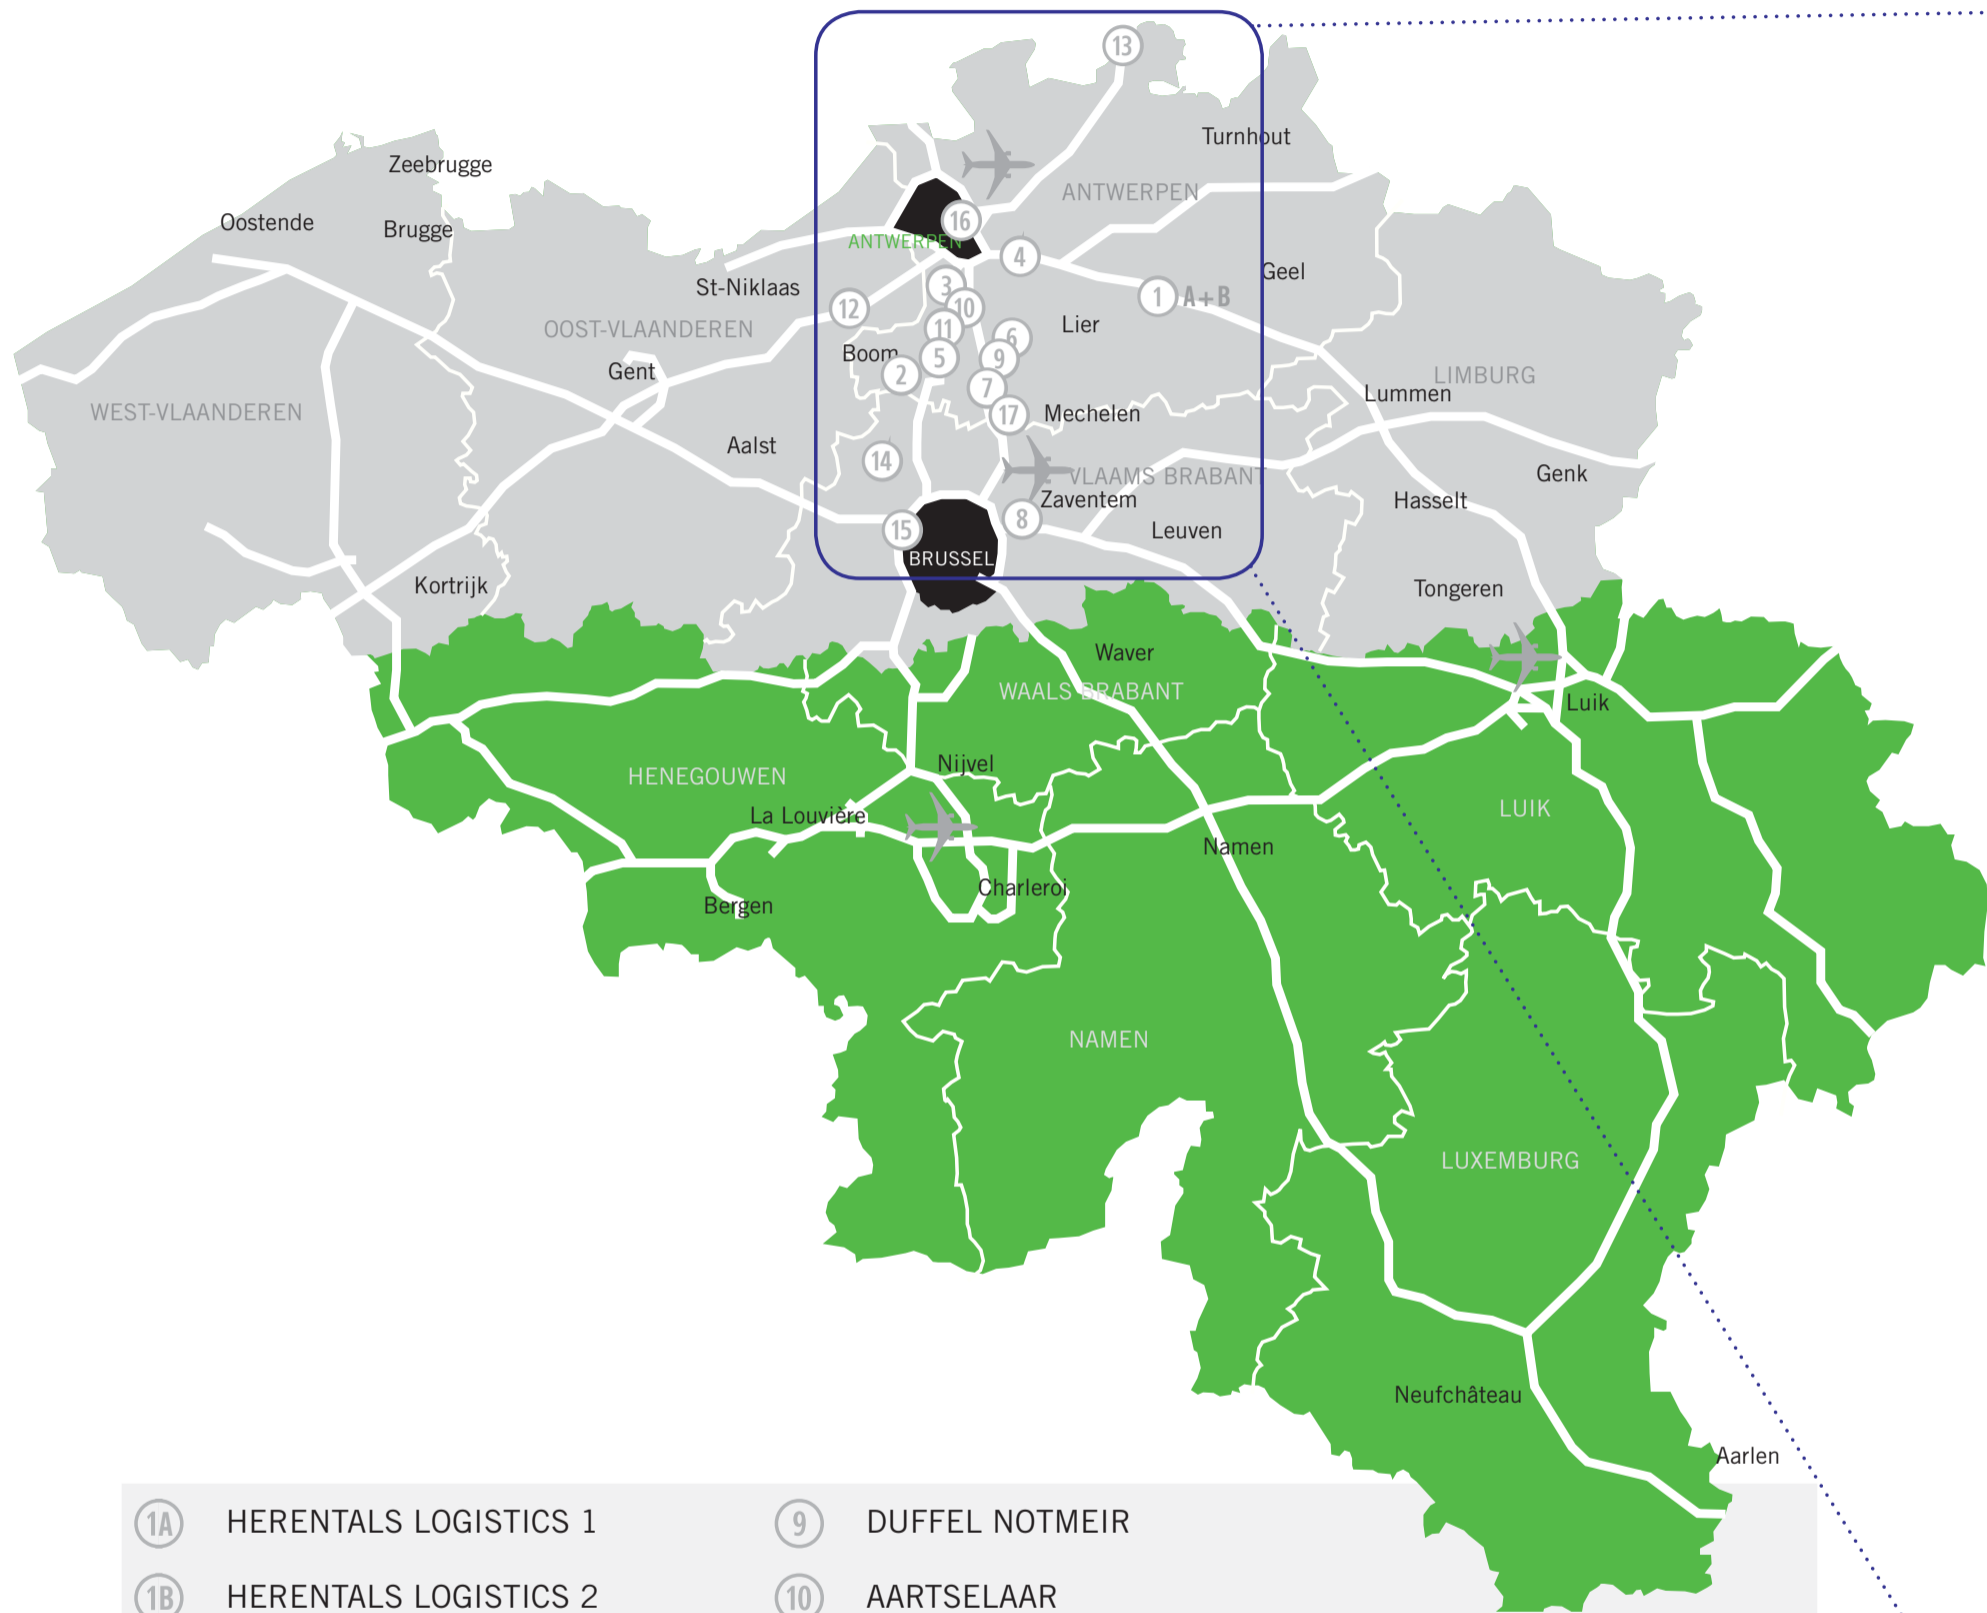 13
Turnhout
Zeebrugge
ANTWERPEN
Oostende
Brugge
16
ANTWERPEN
4
Geel
St-Niklaas
3
1 A+B
12
10
OOST-VLAANDEREN
11
Lier
6
Boom
5
9
Gent
2
7
LIMBURG
Lummen
WEST-VLAANDEREN
17
Mechelen
Aalst
14
VLAAMS BRABANT
Genk
Zaventem
Hasselt
15
8
Leuven
BRUSSEL
Kortrijk
Tongeren
Waver
WAALS BRABANT
Luik
Nijvel
HENEGOUWEN
La Louvière
LUIK
Namen
Charleroi
Bergen
NAMEN
LUXEMBURG
Neufchâteau
Aarlen
1A HERENTALS LOGISTICS 1
9 DUFFEL NOTMEIR
1B HERENTALS LOGISTICS 2
10 AARTSELAAR